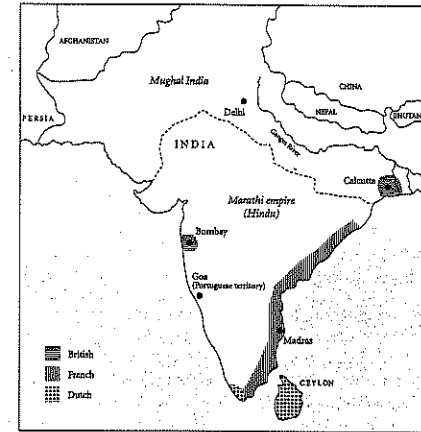 AFGHANISTAN
Mughal India
CHINA
Delhi
NEPAL
BHUTAN
PERSIA
INDIA
Ganges River
Calcutta
Marathi empire
(Hindu)
Bombay
Goa
(Portuguese territory)
Madras
British
French
Dutch
CEYLON